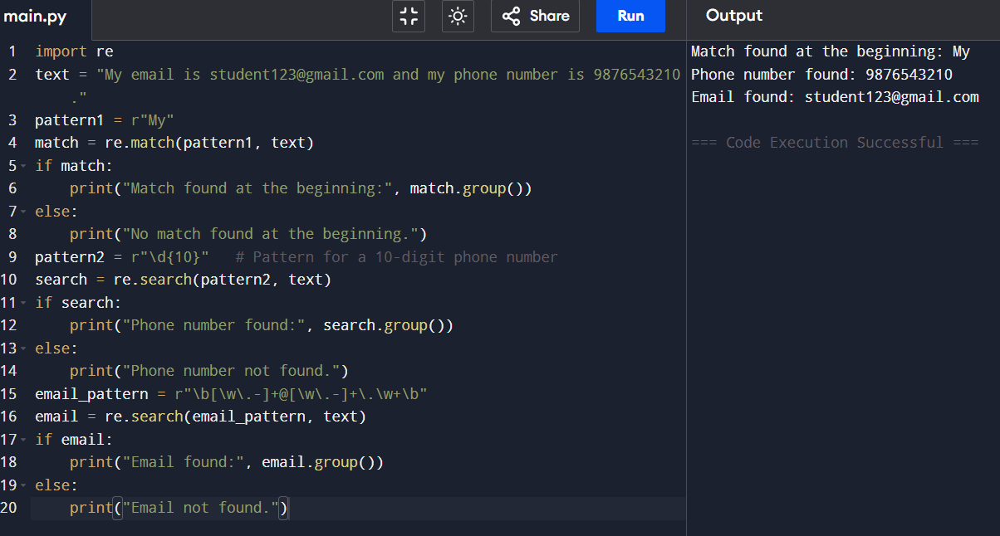 main.py
Share
Run
Output
1 import re
2 text = "My email is student123@gmail.com and my phone number is 9876543210
."
3 pattern1 = r"My"
4 match = re.match(pattern1, text)
5 if match:
6     print("Match found at the beginning:", match.group())
7 else:
8     print("No match found at the beginning.")
9 pattern2 = r"\d{10}"   # Pattern for a 10-digit phone number
10 search = re.search(pattern2, text)
11 if search:
12     print("Phone number found:", search.group())
13 else:
14     print("Phone number not found.")
15 email_pattern = r"\b[\w\.-]+@[\w\.-]+\.\w+\b"
16 email = re.search(email_pattern, text)
17 if email:
18     print("Email found:", email.group())
19 else:
20     print("Email not found.")
Match found at the beginning: My
Phone number found: 9876543210
Email found: student123@gmail.com
=== Code Execution Successful ===